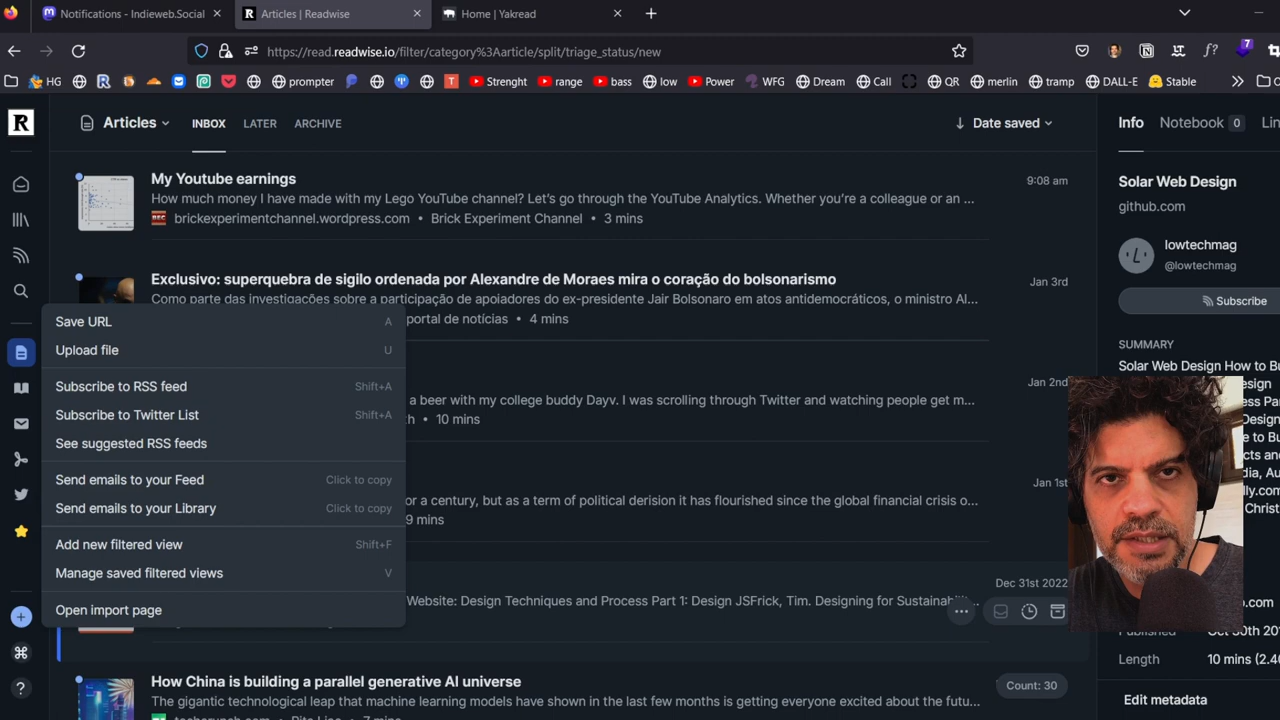 Notifications - Indieweb.Social
Articles | Readwise
Home | Yakread
https://read.readwise.io/filter/category%3Aarticle/split/triage_status/new
7
HG
prompter
T
Strenght
range
bass
low
Power
WFG
Dream
Call
QR
merlin
tramp
DALL-E
Stable
R
Articles
INBOX
LATER
ARCHIVE
Date saved
Info
Notebook 0
My Youtube earnings
9:08 am
How much money I have made with my Lego YouTube channel? Let's go through the YouTube Analytics. Whether you're a colleague or an ...
brickexperimentchannel.wordpress.com • Brick Experiment Channel • 3 mins
Exclusivo: superquebra de sigilo ordenada por Alexandre de Moraes mira o coração do bolsonarismo
Jan 3rd
Como parte das investigações sobre a participação de apoiadores do ex-presidente Jair Bolsonaro em atos antidemocráticos, o ministro Al...
portal de notícias • 4 mins
Jan 2nd
a beer with my college buddy Dayv. I was scrolling through Twitter and watching people get m...
• 10 mins
Jan 1st
or a century, but as a term of political derision it has flourished since the global financial crisis o...
9 mins
Dec 31st 2022
Website: Design Techniques and Process Part 1: Design JSFrick, Tim. Designing for
How China is building a parallel generative AI universe
Count: 30
The gigantic technological leap that machine learning models have shown in the last few months is getting everyone excited about the futu...
Save URL A
Upload file U
Subscribe to RSS feed Shift+A
Subscribe to Twitter List Shift+A
See suggested RSS feeds
Send emails to your Feed Click to copy
Send emails to your Library Click to copy
Add new filtered view Shift+F
Manage saved filtered views V
Open import page
Solar Web Design
github.com
L
lowtechmag
@lowtechmag
Subscribe
SUMMARY
Solar Web Design How to Bu
Published
Length
10 mins (2.4
Edit metadata